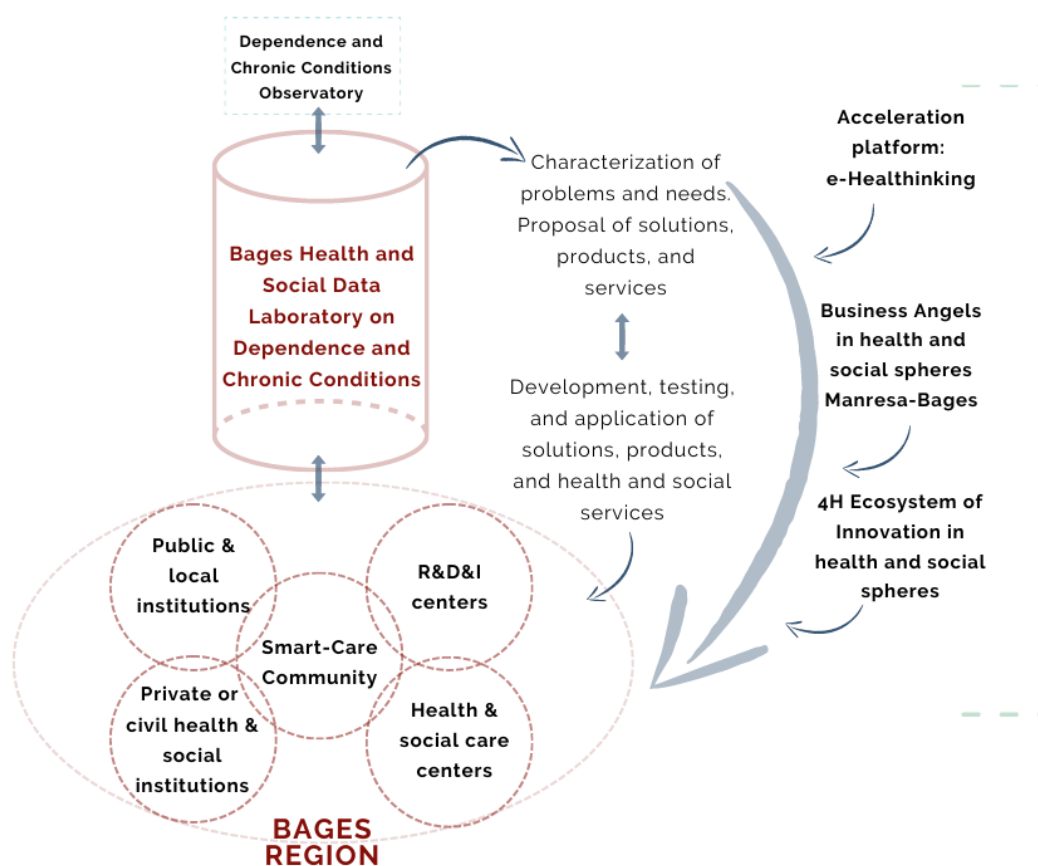 Dependence and
Chronic Conditions
Observatory
Bages Health and
Social Data
Laboratory on
Dependence and
Chronic Conditions
Characterization of
problems and needs.
Proposal of solutions,
products, and
services
Development, testing,
and application of
solutions, products,
and health and social
services
Acceleration
platform:
e-Healthinking
Business Angels
in health and
social spheres
Manresa-Bages
4H Ecosystem of
Innovation in
health and social
spheres
Public &
local
institutions
R&D&I
centers
Smart-Care
Community
Private or
civil health &
social
institutions
Health &
social care
centers
BAGES
REGION